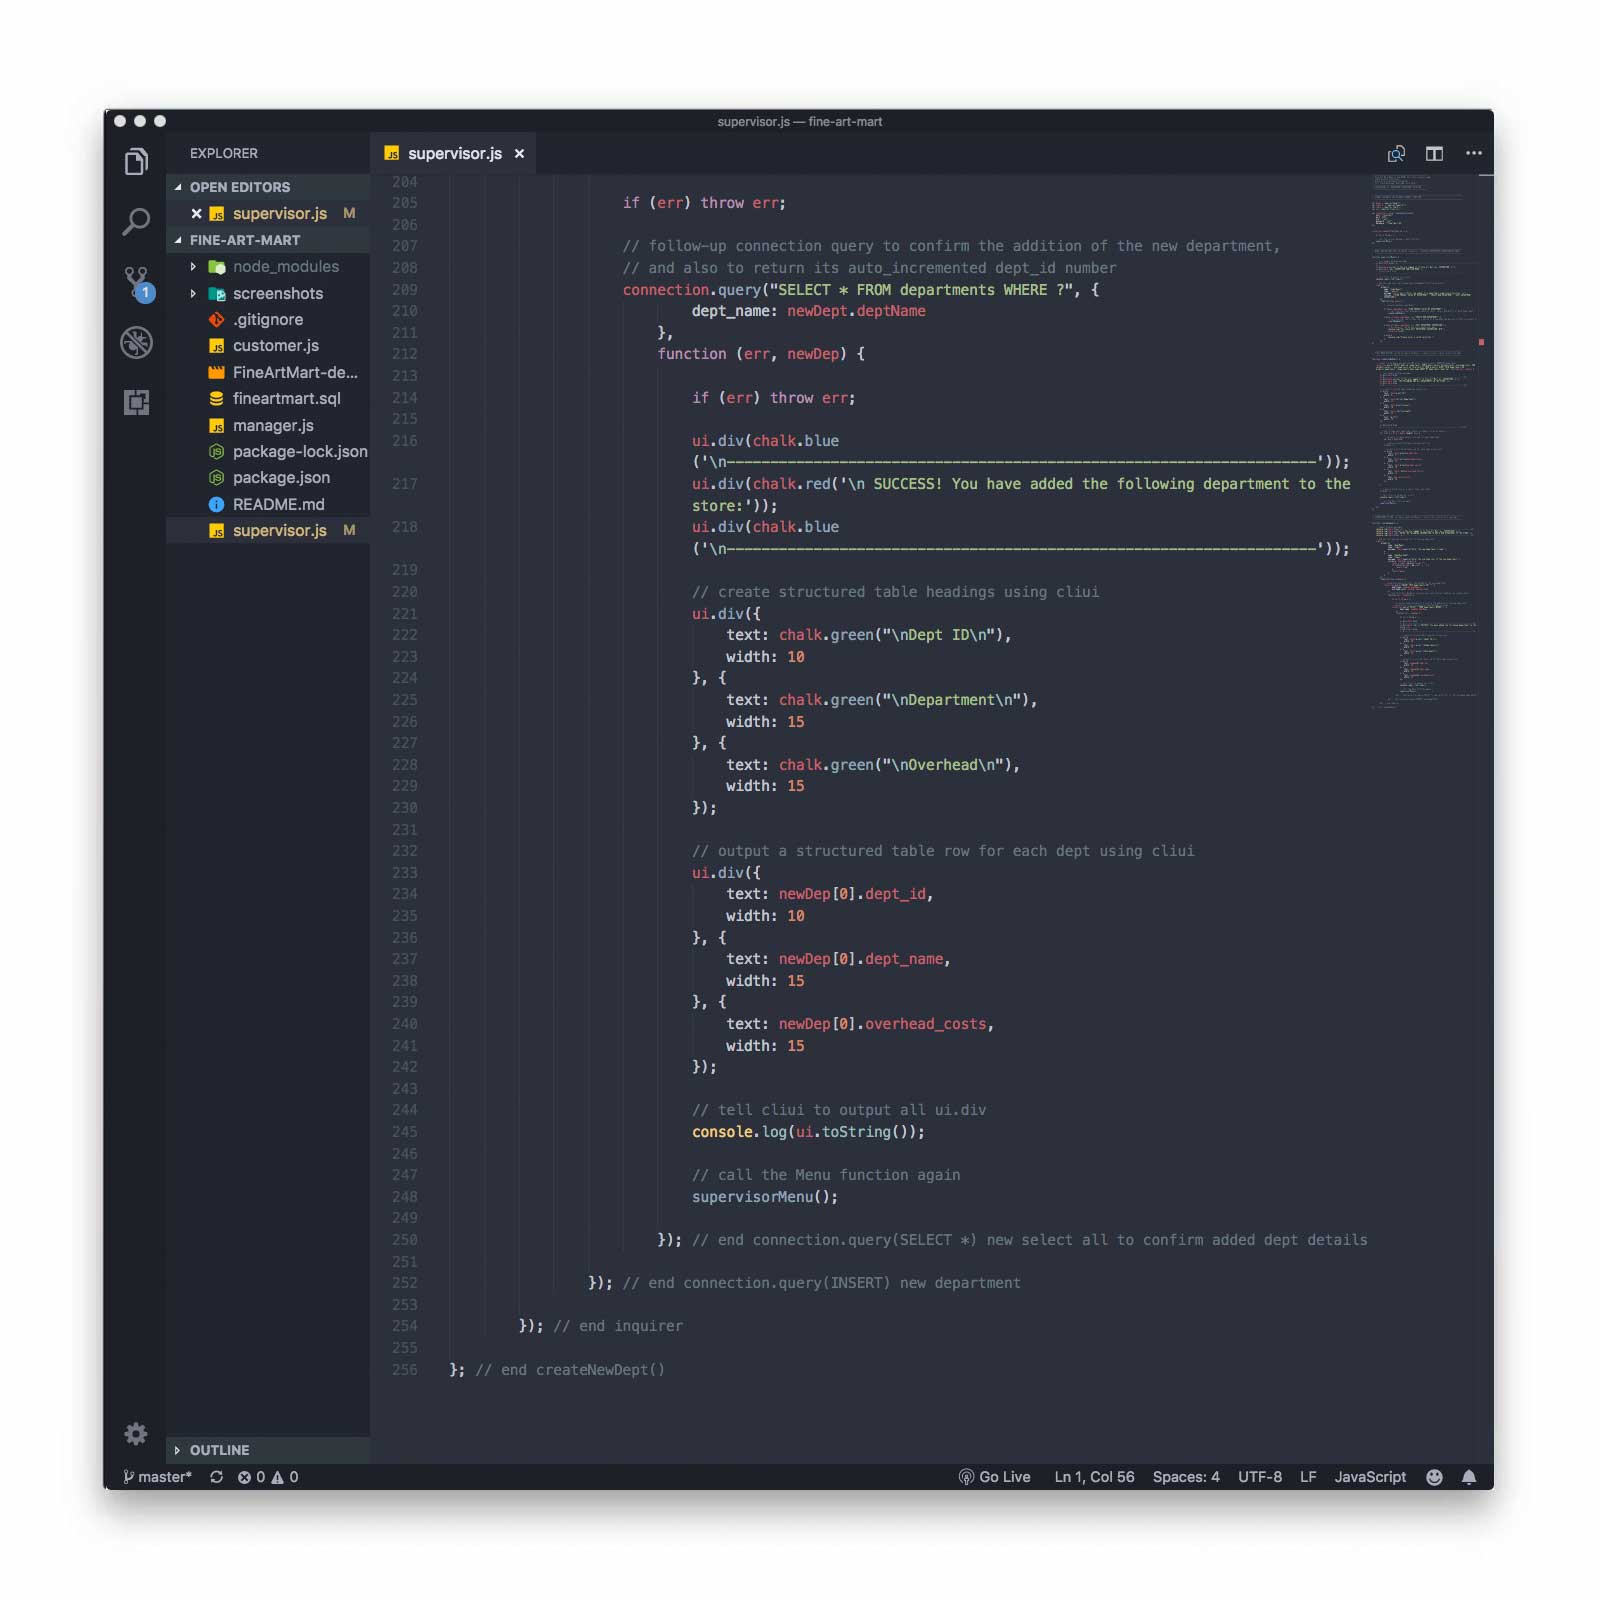 supervisor.js — fine-art-mart
EXPLORER
OPEN EDITORS
supervisor.js M
FINE-ART-MART
node_modules
screenshots
.gitignore
customer.js
FineArtMart-de...
fineartmart.sql
manager.js
package-lock.json
package.json
README.md
supervisor.js M
OUTLINE
supervisor.js ×
204
205 if (err) throw err;
206
207 // follow-up connection query to confirm the addition of the new department,
208 // and also to return its auto_incremented dept_id number
209 connection.query("SELECT * FROM departments WHERE ?", {
210 dept_name: newDept.deptName
211 },
212 function (err, newDep) {
213
214 if (err) throw err;
215
216 ui.div(chalk.blue
('\n--------------------------------------------------------------------'));
217 ui.div(chalk.red('\n SUCCESS! You have added the following department to the
store:'));
218 ui.div(chalk.blue
('\n--------------------------------------------------------------------'));
219
220 // create structured table headings using cliui
221 ui.div({
222 text: chalk.green("\nDept ID\n"),
223 width: 10
224 }, {
225 text: chalk.green("\nDepartment\n"),
226 width: 15
227 }, {
228 text: chalk.green("\nOverhead\n"),
229 width: 15
230 });
231
232 // output a structured table row for each dept using cliui
233 ui.div({
234 text: newDep[0].dept_id,
235 width: 10
236 }, {
237 text: newDep[0].dept_name,
238 width: 15
239 }, {
240 text: newDep[0].overhead_costs,
241 width: 15
242 });
243
244 // tell cliui to output all ui.div
245 console.log(ui.toString());
246
247 // call the Menu function again
248 supervisorMenu();
249
250 }); // end connection.query(SELECT *) new select all to confirm added dept details
251
252 }); // end connection.query(INSERT) new department
253
254 }); // end inquirer
255
256 }; // end createNewDept()
1
master* 0 0 Go Live Ln 1, Col 56 Spaces: 4 UTF-8 LF JavaScript